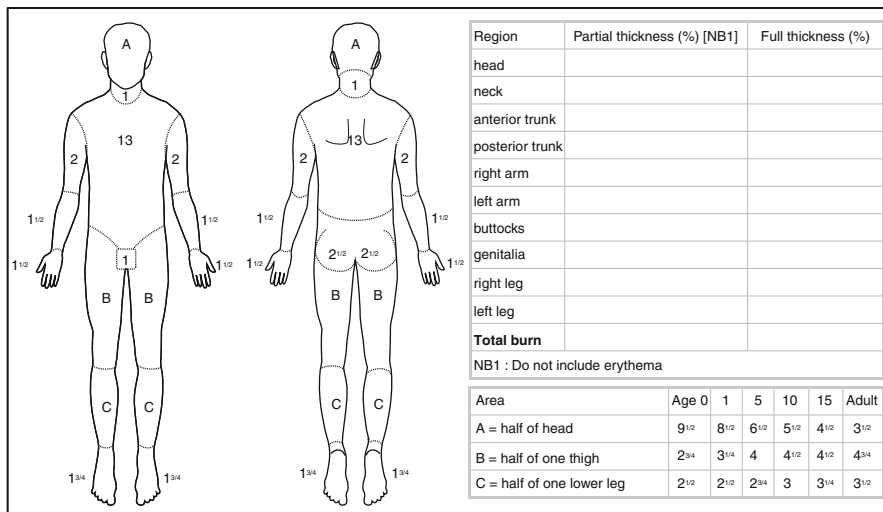 A
1
13
2 2
1 1/2 1 1/2
1 1/2 1 1/2
1
B B
C C
1 3/4 1 3/4
A
1
13
2 2
1 1/2 1 1/2
2 1/2 2 1/2
1 1/2 1 1/2
B B
C C
1 3/4 1 3/4
Region Partial thickness (%) [NB1] Full thickness (%)
head
neck
anterior trunk
posterior trunk
right arm
left arm
buttocks
genitalia
right leg
left leg
Total burn
NB1 : Do not include erythema
Area Age 0 1 5 10 15 Adult
A = half of head 9 1/2 8 1/2 6 1/2 5 1/2 4 1/2 3 1/2
B = half of one thigh 2 3/4 3 1/4 4 4 1/2 4 1/2 4 3/4
C = half of one lower leg 2 1/2 2 1/2 2 3/4 3 3 1/4 3 1/2